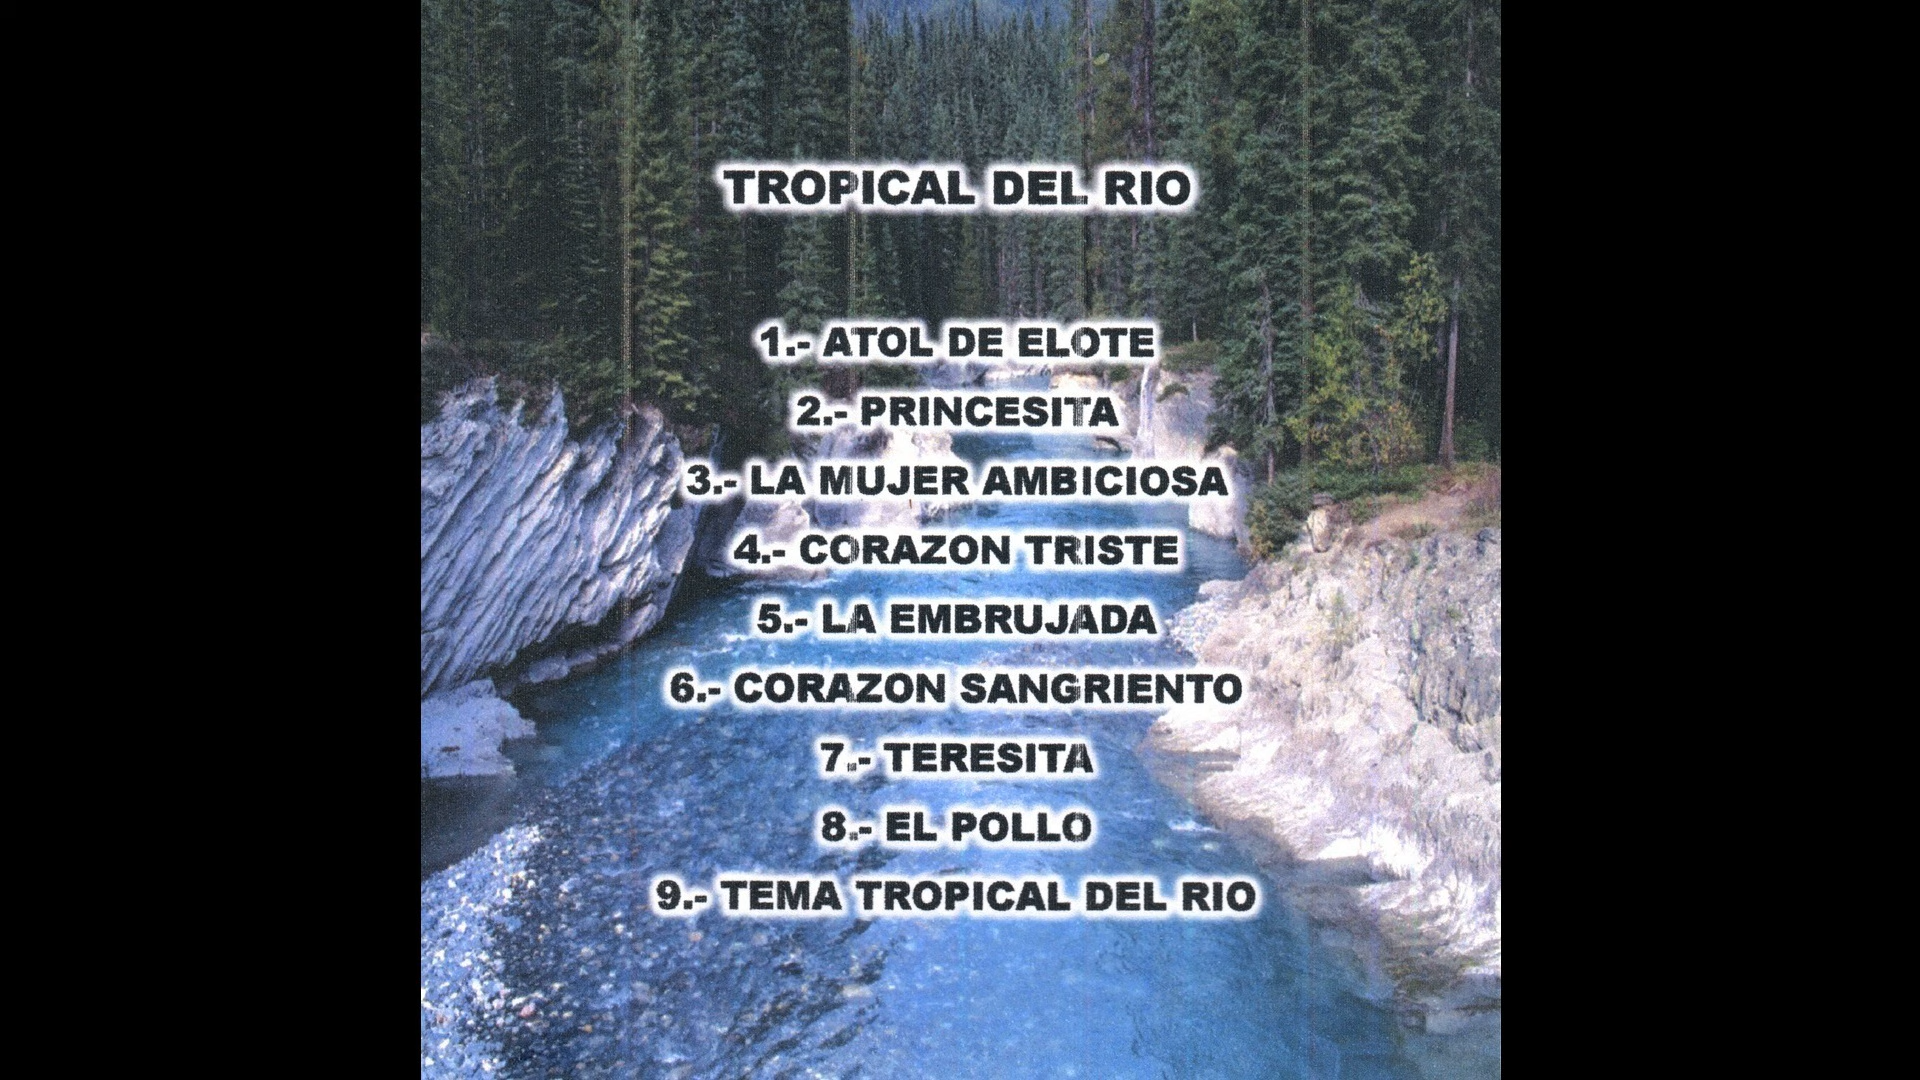 TROPICAL DEL RIO
1.- ATOL DE ELOTE
2.- PRINCESITA
3.- LA MUJER AMBICIOSA
4.- CORAZON TRISTE
5.- LA EMBRUJADA
6.- CORAZON SANGRIENTO
7.- TERESITA
8.- EL POLLO
9.- TEMA TROPICAL DEL RIO